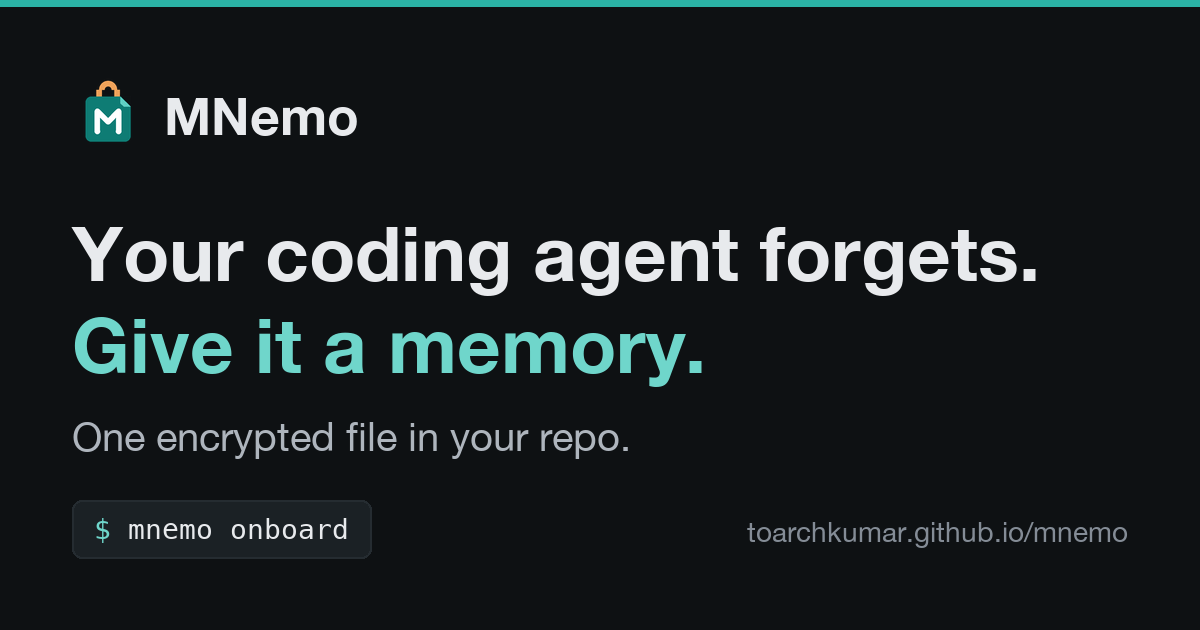 M
MNemo
Your coding agent forgets.
Give it a memory.
One encrypted file in your repo.
$ mnemo onboard
toarchkumar.github.io/mnemo